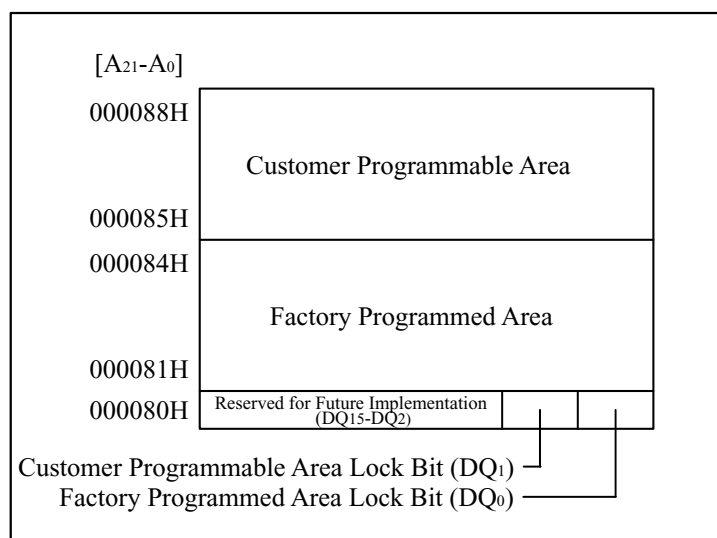 [A21-A0]
000088H
Customer Programmable Area
000085H
000084H
Factory Programmed Area
000081H
000080H
Reserved for Future Implementation
(DQ15-DQ2)
Customer Programmable Area Lock Bit (DQ1)
Factory Programmed Area Lock Bit (DQ0)